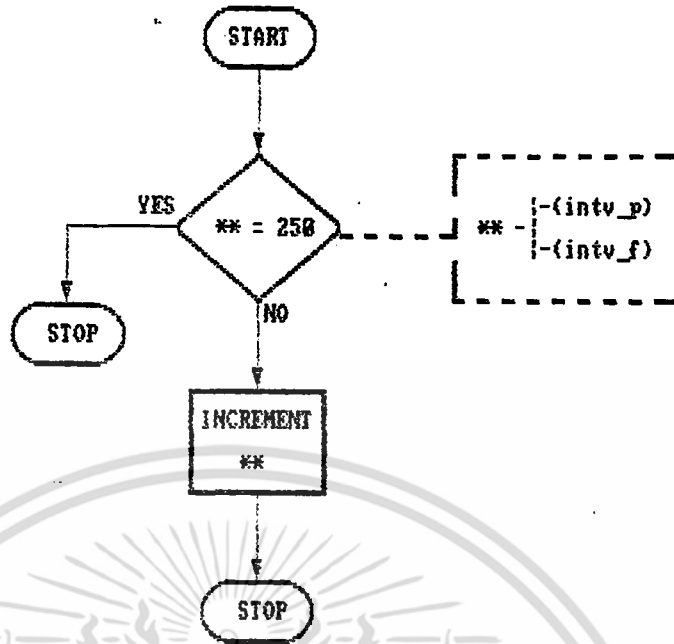 START
YES
** = 250
** -
-(intv_p)
-(intv_f)
STOP
NO
INCREMENT
**
STOP